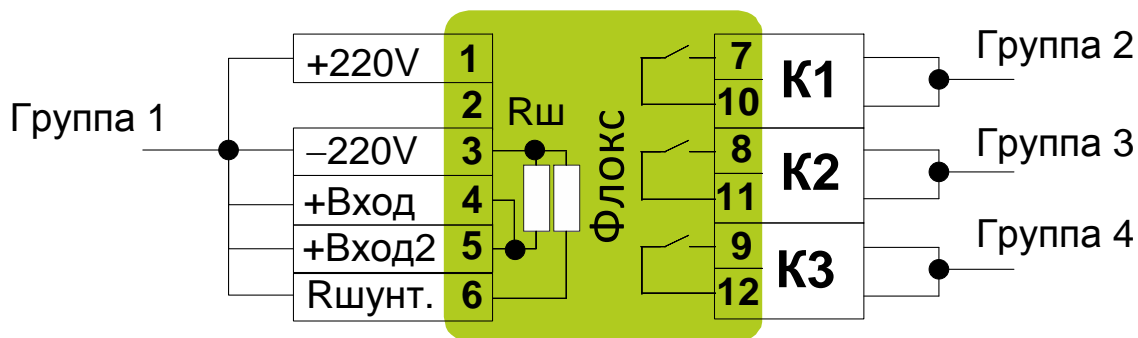 Группа 1
+220V 1
2
–220V 3
+Вход 4
+Вход2 5
Rшунт. 6
Rш
Флокс
7
10
К1
Группа 2
8
11
К2
Группа 3
9
12
К3
Группа 4